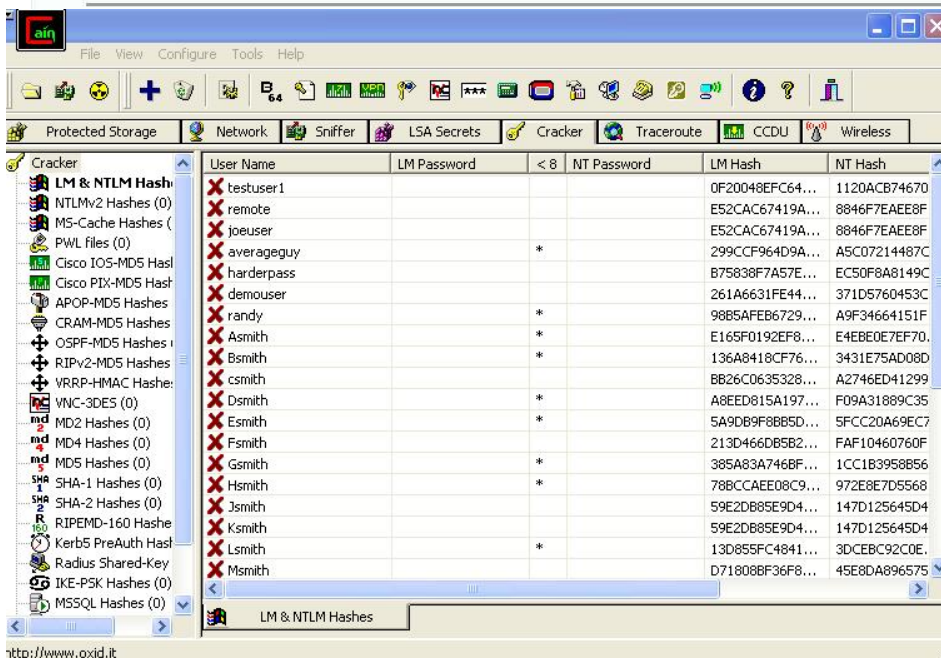 Caín
File View Configure Tools Help
B64
Protected Storage Network Sniffer LSA Secrets Cracker Traceroute CCDU Wireless
Cracker
LM & NTLM Hash
NTLMv2 Hashes (0)
MS-Cache Hashes (
PWL files (0)
Cisco IOS-MD5 Hasl
Cisco PIX-MD5 Hash
APOP-MD5 Hashes
CRAM-MD5 Hashes
OSPF-MD5 Hashes
RIPv2-MD5 Hashes
VRRP-HMAC Hashe
VNC-3DES (0)
MD2 Hashes (0)
MD4 Hashes (0)
MD5 Hashes (0)
SHA-1 Hashes (0)
SHA-2 Hashes (0)
RIPEMD-160 Hashe
Kerb5 PreAuth Hash
Radius Shared-Key
IKE-PSK Hashes (0)
MSSQL Hashes (0)
User Name LM Password < 8 NT Password LM Hash NT Hash
testuser1 0F20048EFC64... 1120ACB74670
remote E52CAC67419A... 8846F7EAEE8F
joeuser E52CAC67419A... 8846F7EAEE8F
averageguy * 299CCF964D9A... A5C07214487C
harderpass B75838F7A57E... EC50F8A8149C
demouser 261A6631FE44... 371D5760453C
randy * 98B5AFEB6729... A9F34664151F
Asmith * E165F0192EF8... E4EBE0E7EF70.
Bsmith * 136A8418CF76... 3431E75AD08D
csmith BB26C0635328... A2746ED41299
Dsmith * A8EED815A197... F09A31889C35
Esmith * 5A9DB9F8BB5D... 5FCC20A69EC7
Fsmith 213D466DB5B2... FAF10460760F
Gsmith * 385A83A746BF... 1CC1B3958B56
Hsmith * 78BCCAEE08C9... 972E8E7D5568
Jsmith 59E2DB85E9D4... 147D125645D4
Ksmith 59E2DB85E9D4... 147D125645D4
Lsmith * 13D855FC4841... 3DCEBC92C0E.
Msmith D71808BF36F8... 45E8DA896575
LM & NTLM Hashes
http://www.oxid.it